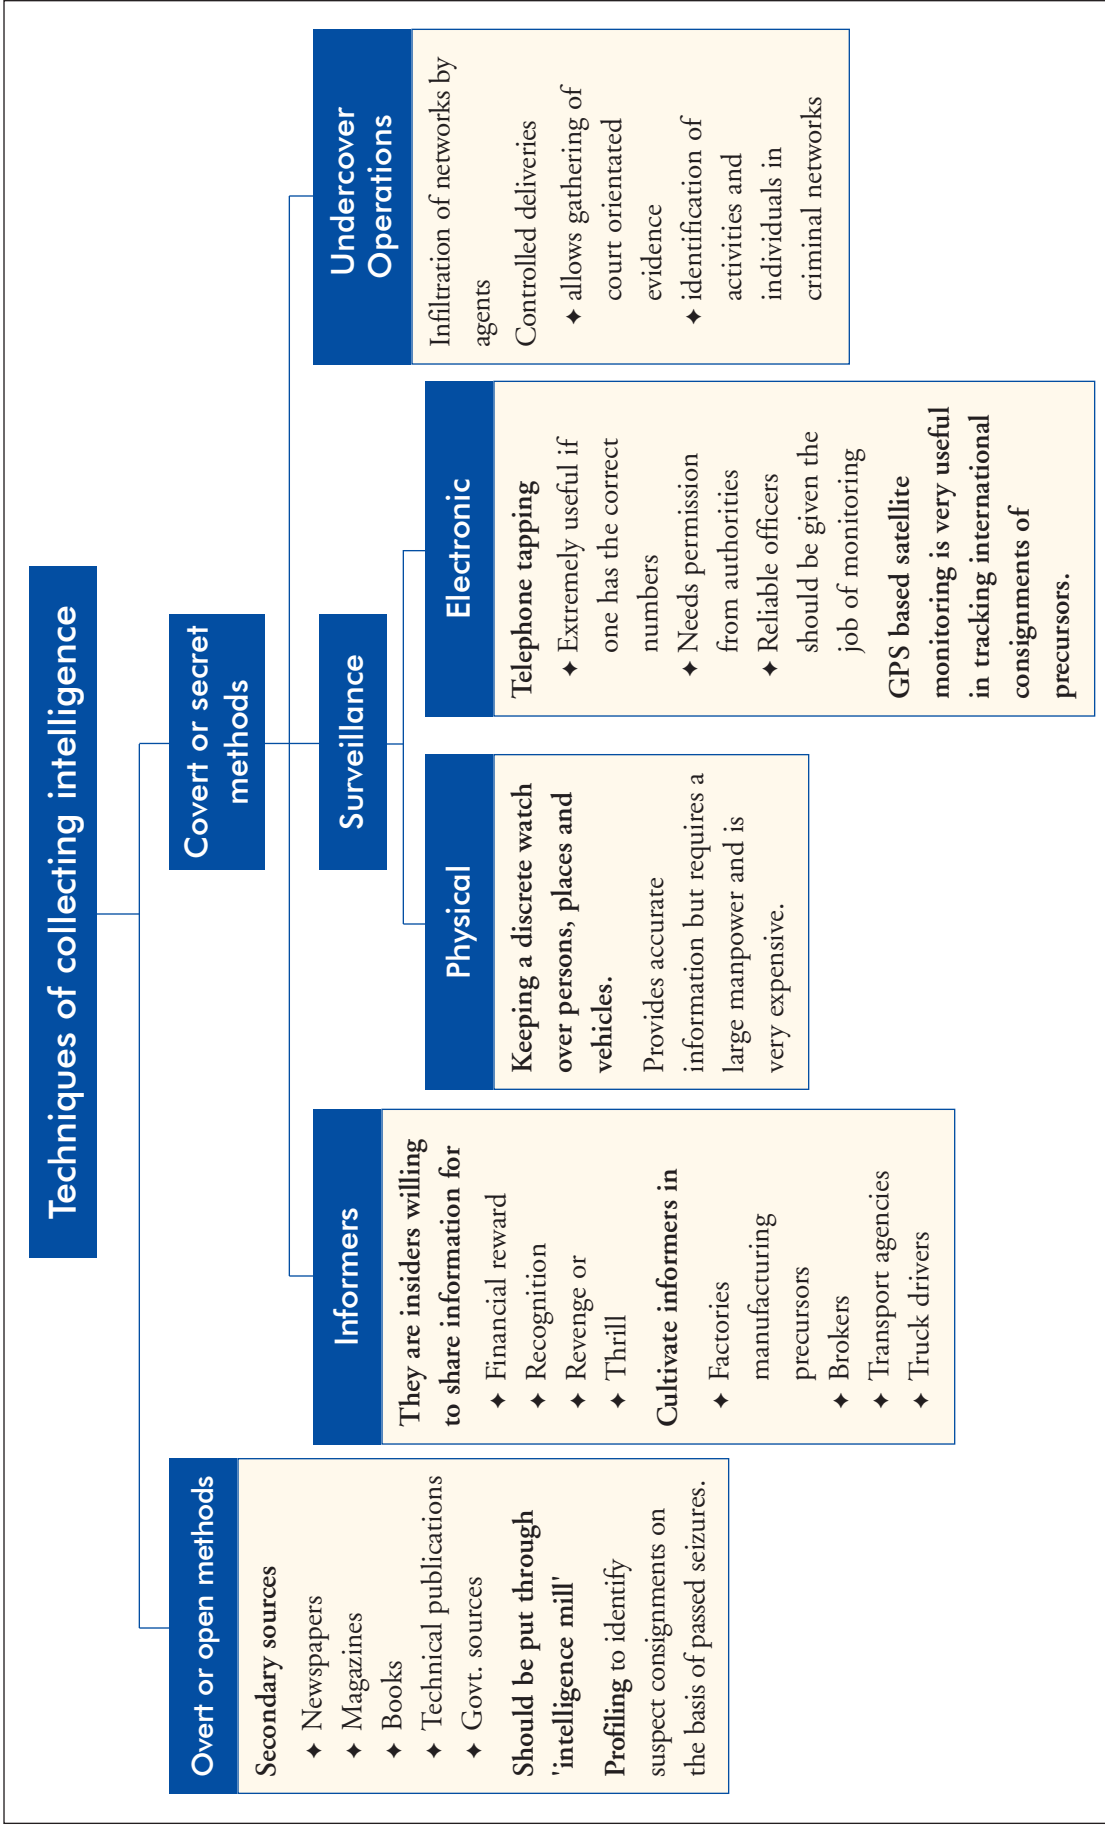 Techniques of collecting intelligence
Overt or open methods
Secondary sources
✦ Newspapers
✦ Magazines
✦ Books
✦ Technical publications
✦ Govt. sources
Should be put through
'intelligence mill'
Profiling to identify
suspect consignments on
the basis of passed seizures.
Covert or secret
methods
Informers
They are insiders willing
to share information for
✦ Financial reward
✦ Recognition
✦ Revenge or
✦ Thrill
Cultivate informers in
✦ Factories
manufacturing
precursors
✦ Brokers
✦ Transport agencies
✦ Truck drivers
Surveillance
Physical
Keeping a discrete watch
over persons, places and
vehicles.
Provides accurate
information but requires a
large manpower and is
very expensive.
Electronic
Telephone tapping
✦ Extremely useful if
one has the correct
numbers
✦ Needs permission
from authorities
✦ Reliable officers
should be given the
job of monitoring
GPS based satellite
monitoring is very useful
in tracking international
consignments of
precursors.
Undercover
Operations
Infiltration of networks by
agents
Controlled deliveries
✦ allows gathering of
court orientated
evidence
✦ identification of
activities and
individuals in
criminal networks